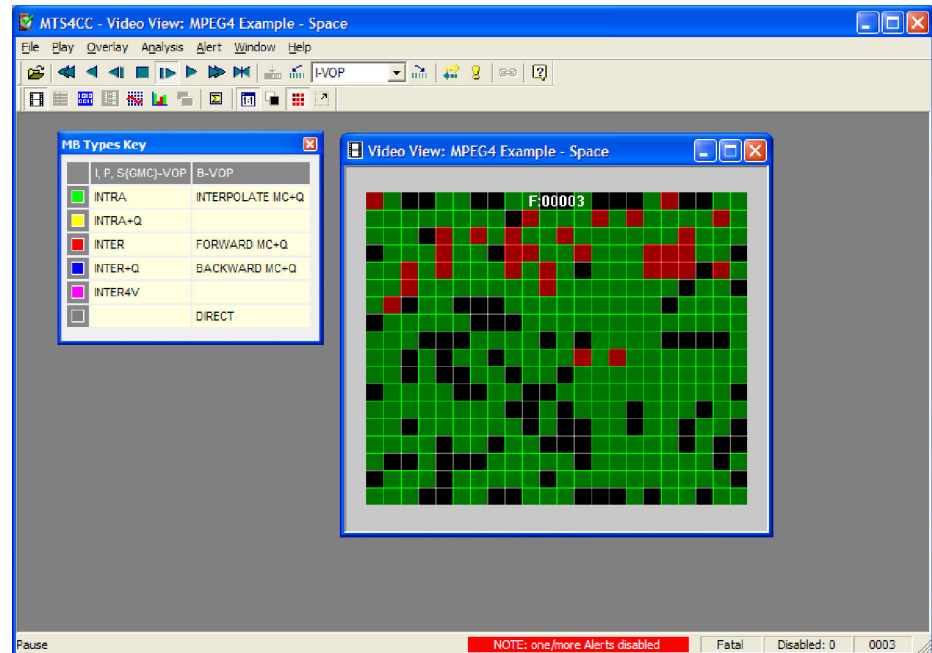 MTS4CC - Video View: MPEG4 Example - Space
File Play Overlay Analysis Alert Window Help
I-VOP
1:1
MB Types Key
I, P, S(GMC)-VOP B-VOP
INTRA INTERPOLATE MC+Q
INTRA+Q
INTER FORWARD MC+Q
INTER+Q BACKWARD MC+Q
INTER4V
DIRECT
Video View: MPEG4 Example - Space
F:00003
Pause NOTE: one/more Alerts disabled Fatal Disabled: 0 0003